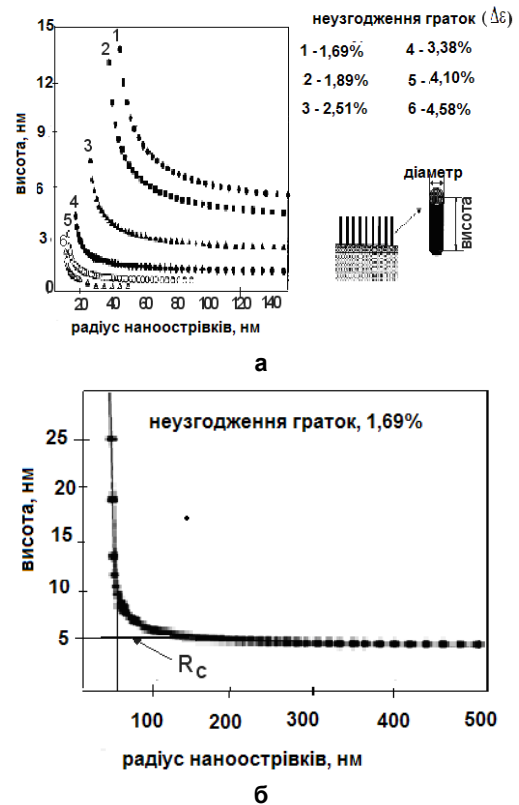 неузгодження граток (Δε)
1 - 1,69% 4 - 3,38%
2 - 1,89% 5 - 4,10%
3 - 2,51% 6 - 4,58%
15
12
9
6
3
0
висота, нм
1
2
3
4
5
6
20 40 60 80 100 120 140
радіус наноострівків, нм
діаметр
висота
а
неузгодження граток, 1,69%
25
20
15
10
5
висота, нм
Rc
100 200 300 400 500
радіус наноострівків, нм
б